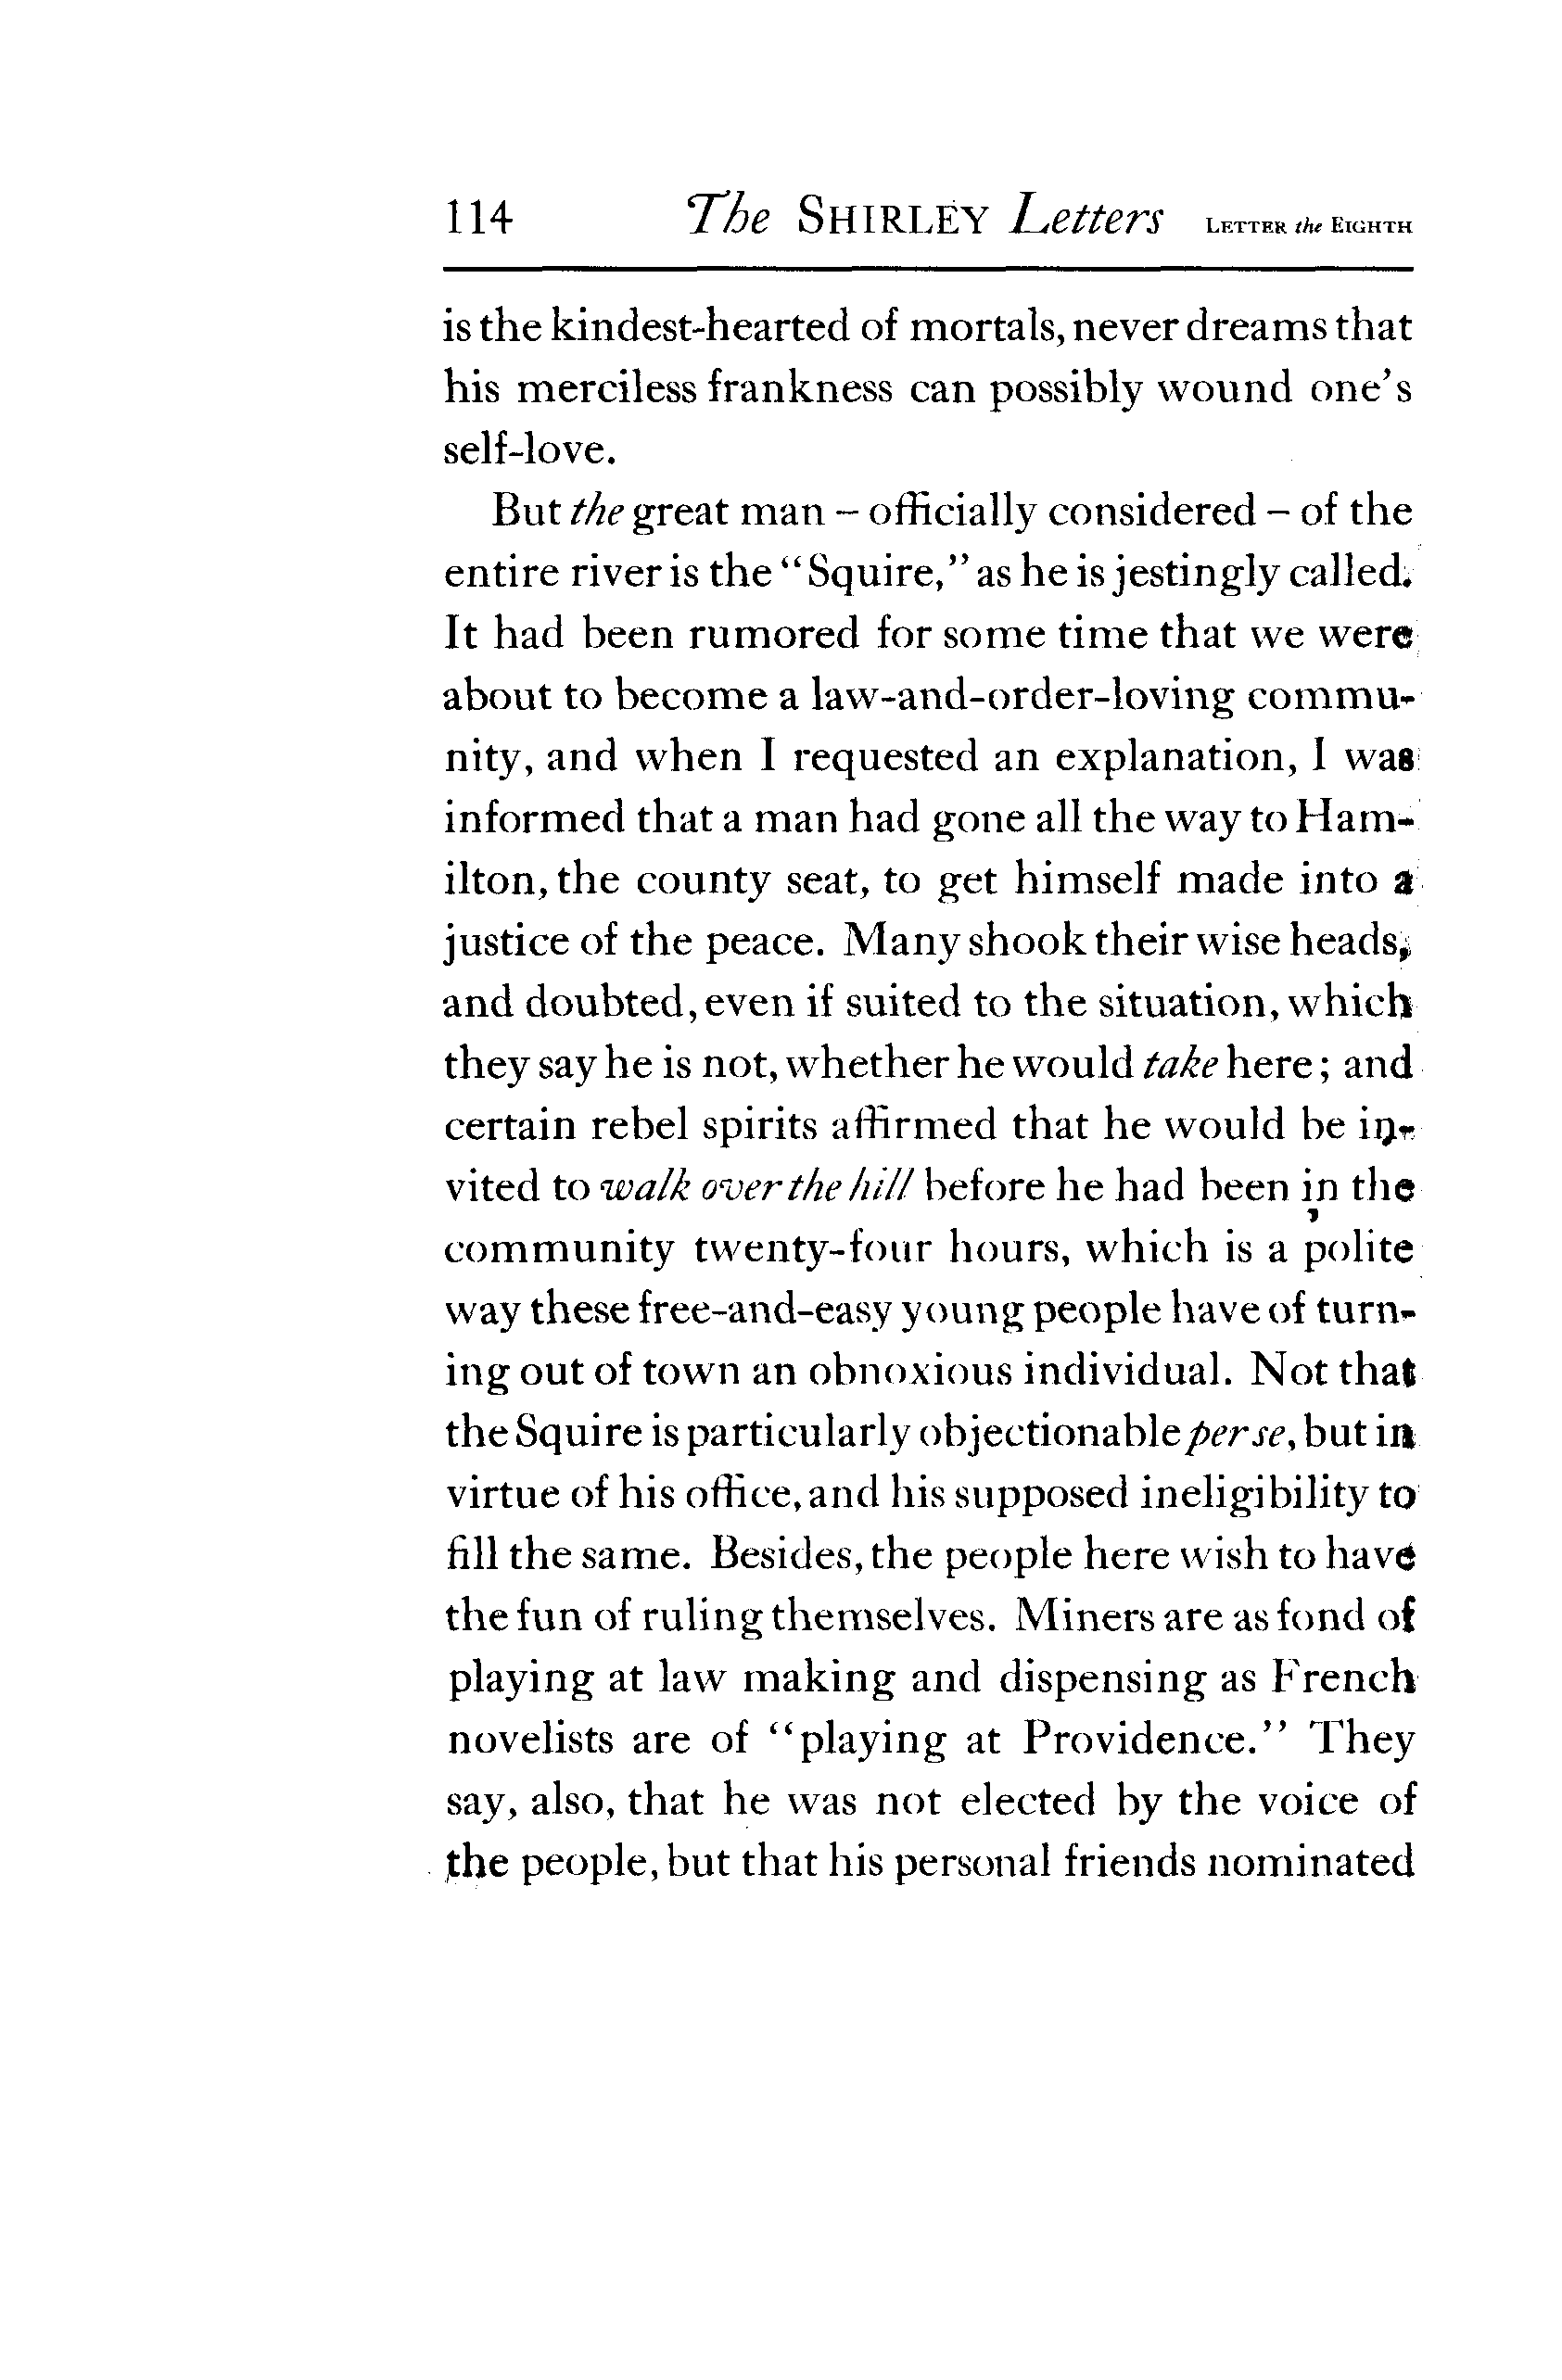 114 The SHIRLEY Letters LETTER the EIGHTH
is the kindest-hearted of mortals, never dreams that
his merciless frankness can possibly wound one's
self-love.
But the great man – officially considered – of the
entire river is the "Squire," as he is jestingly called.
It had been rumored for some time that we were
about to become a law-and-order-loving commu-
nity, and when I requested an explanation, I was
informed that a man had gone all the way to Ham-
ilton, the county seat, to get himself made into a
justice of the peace. Many shook their wise heads,
and doubted, even if suited to the situation, which
they say he is not, whether he would take here; and
certain rebel spirits affirmed that he would be in-
vited to walk over the hill before he had been in the
community twenty-four hours, which is a polite
way these free-and-easy young people have of turn-
ing out of town an obnoxious individual. Not that
the Squire is particularly objectionable per se, but in
virtue of his office, and his supposed ineligibility to
fill the same. Besides, the people here wish to have
the fun of ruling themselves. Miners are as fond of
playing at law making and dispensing as French
novelists are of "playing at Providence." They
say, also, that he was not elected by the voice of
the people, but that his personal friends nominated